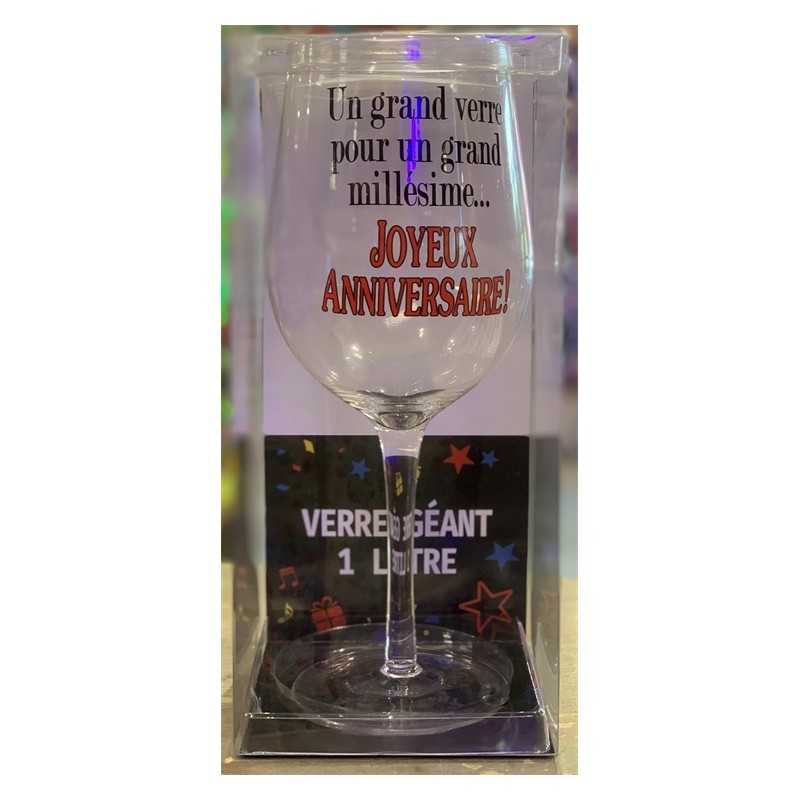 Un grand verre
pour un grand
millésime...
JOYEUX
ANNIVERSAIRE!
VERRE GÉANT
1 LITRE